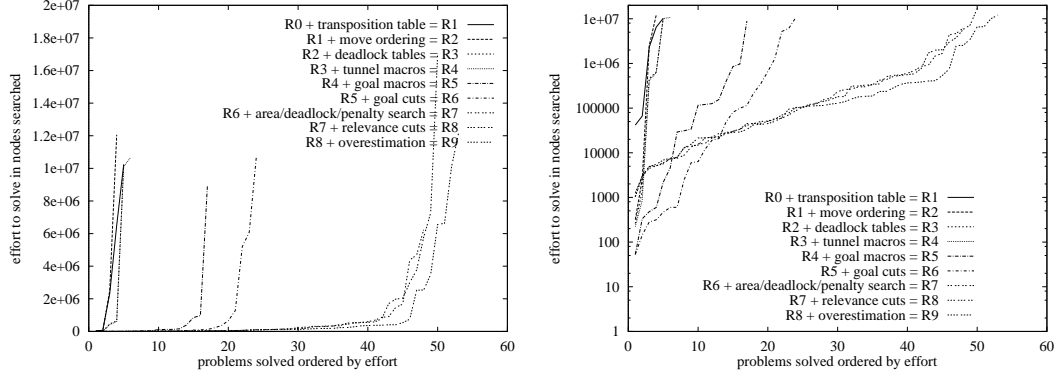 2e+07
1.8e+07
1.6e+07
1.4e+07
1.2e+07
1e+07
8e+06
6e+06
4e+06
2e+06
0
effort to solve in nodes searched
R0 + transposition table = R1
R1 + move ordering = R2
R2 + deadlock tables = R3
R3 + tunnel macros = R4
R4 + goal macros = R5
R5 + goal cuts = R6
R6 + area/deadlock/penalty search = R7
R7 + relevance cuts = R8
R8 + overestimation = R9
0 10 20 30 40 50 60
problems solved ordered by effort
1e+07
1e+06
100000
10000
1000
100
10
1
effort to solve in nodes searched
R0 + transposition table = R1
R1 + move ordering = R2
R2 + deadlock tables = R3
R3 + tunnel macros = R4
R4 + goal macros = R5
R5 + goal cuts = R6
R6 + area/deadlock/penalty search = R7
R7 + relevance cuts = R8
R8 + overestimation = R9
0 10 20 30 40 50 60
problems solved ordered by effort